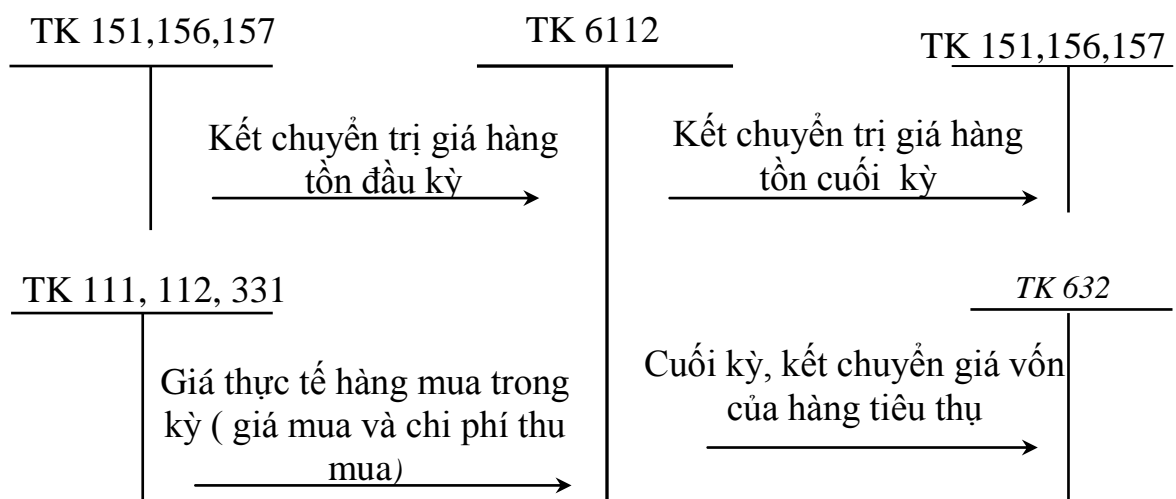 TK 151,156,157
TK 6112
TK 151,156,157
Kết chuyển trị giá hàng
tồn đầu kỳ
Kết chuyển trị giá hàng
tồn cuối kỳ
TK 111, 112, 331
TK 632
Giá thực tế hàng mua trong
kỳ ( giá mua và chi phí thu
mua)
Cuối kỳ, kết chuyển giá vốn
của hàng tiêu thụ